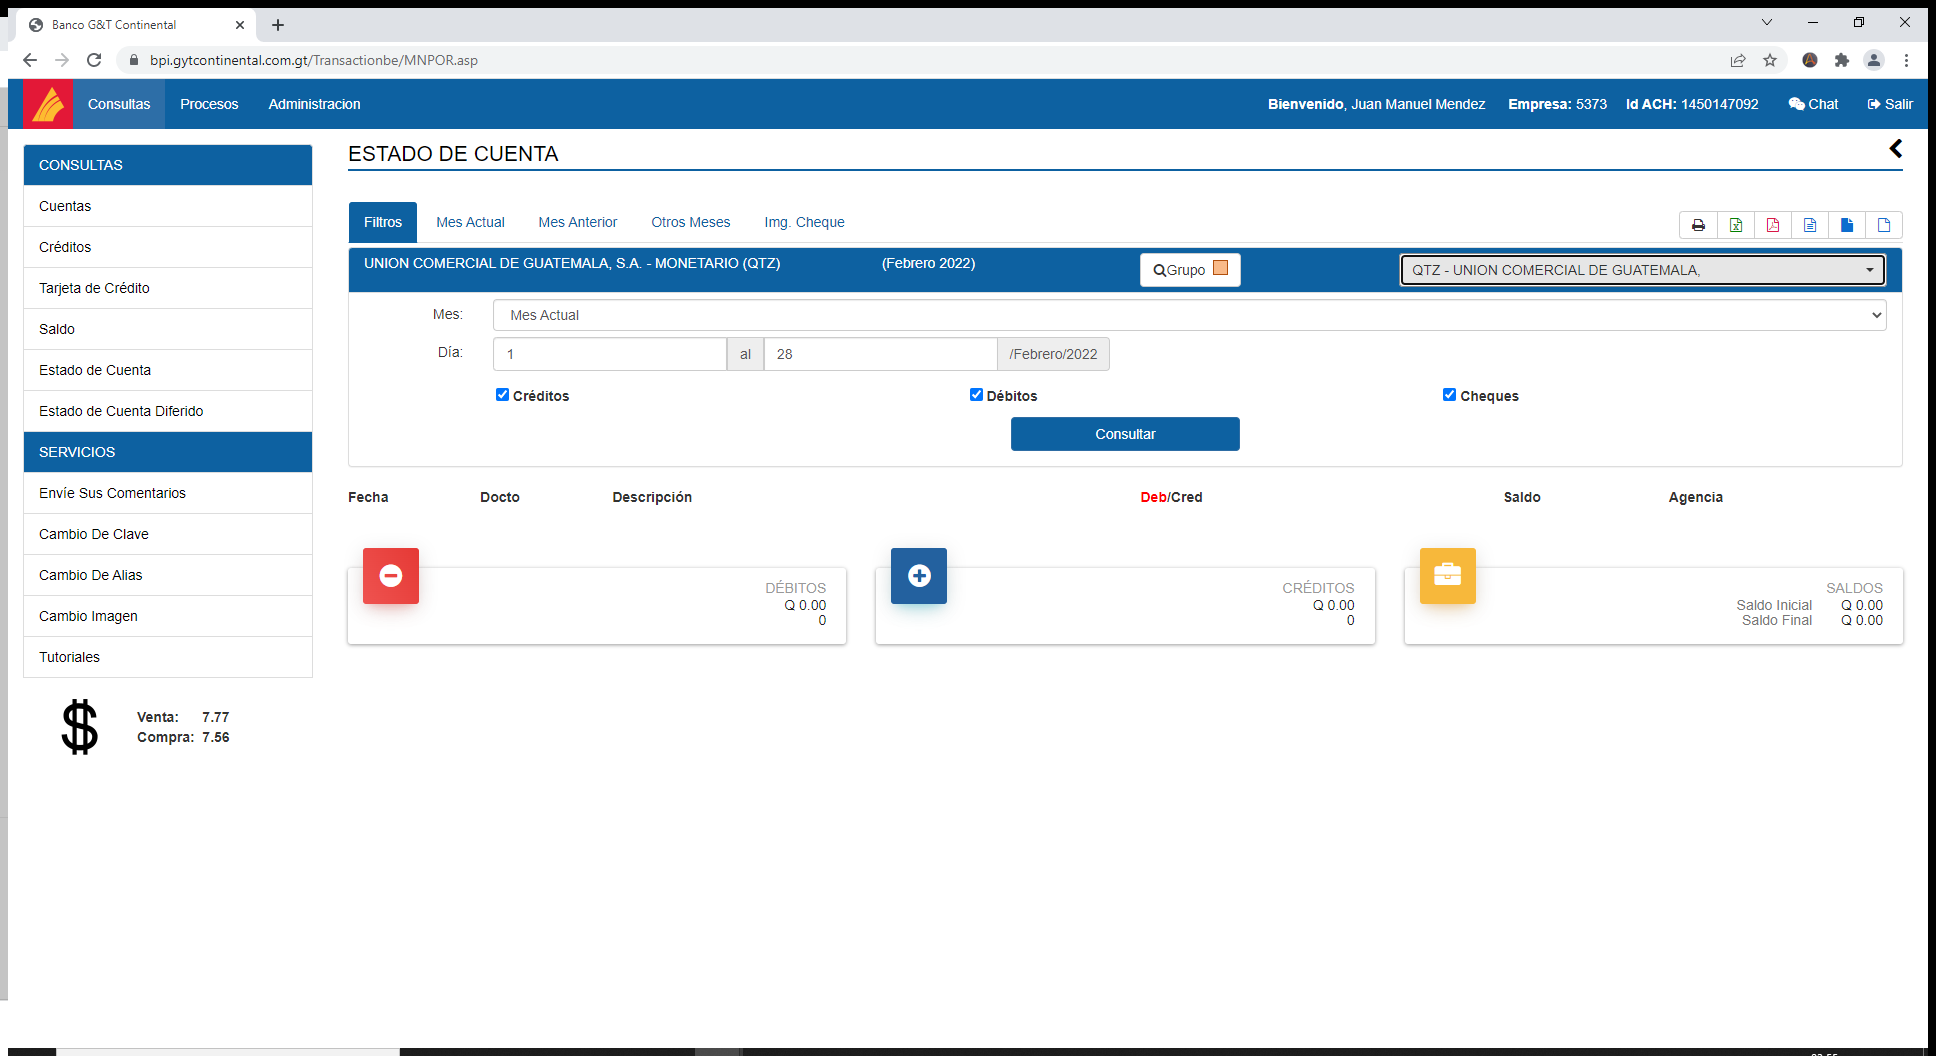 Banco G&T Continental
bpi.gytcontinental.com.gt/Transactionbe/MNPOR.asp
Consultas Procesos Administracion Bienvenido, Juan Manuel Mendez Empresa: 5373 Id ACH: 1450147092 Chat Salir
CONSULTAS
Cuentas
Créditos
Tarjeta de Crédito
Saldo
Estado de Cuenta
Estado de Cuenta Diferido
SERVICIOS
Envíe Sus Comentarios
Cambio De Clave
Cambio De Alias
Cambio Imagen
Tutoriales
Venta: 7.77
Compra: 7.56
ESTADO DE CUENTA
Filtros Mes Actual Mes Anterior Otros Meses Img. Cheque
UNION COMERCIAL DE GUATEMALA, S.A. - MONETARIO (QTZ) (Febrero 2022) Grupo QTZ - UNION COMERCIAL DE GUATEMALA,
Mes: Mes Actual
Día: 1 al 28 /Febrero/2022
Créditos Débitos Cheques
Consultar
Fecha Docto Descripción Deb/Cred Saldo Agencia
DÉBITOS
Q 0.00
0
CRÉDITOS
Q 0.00
0
SALDOS
Saldo Inicial Q 0.00
Saldo Final Q 0.00